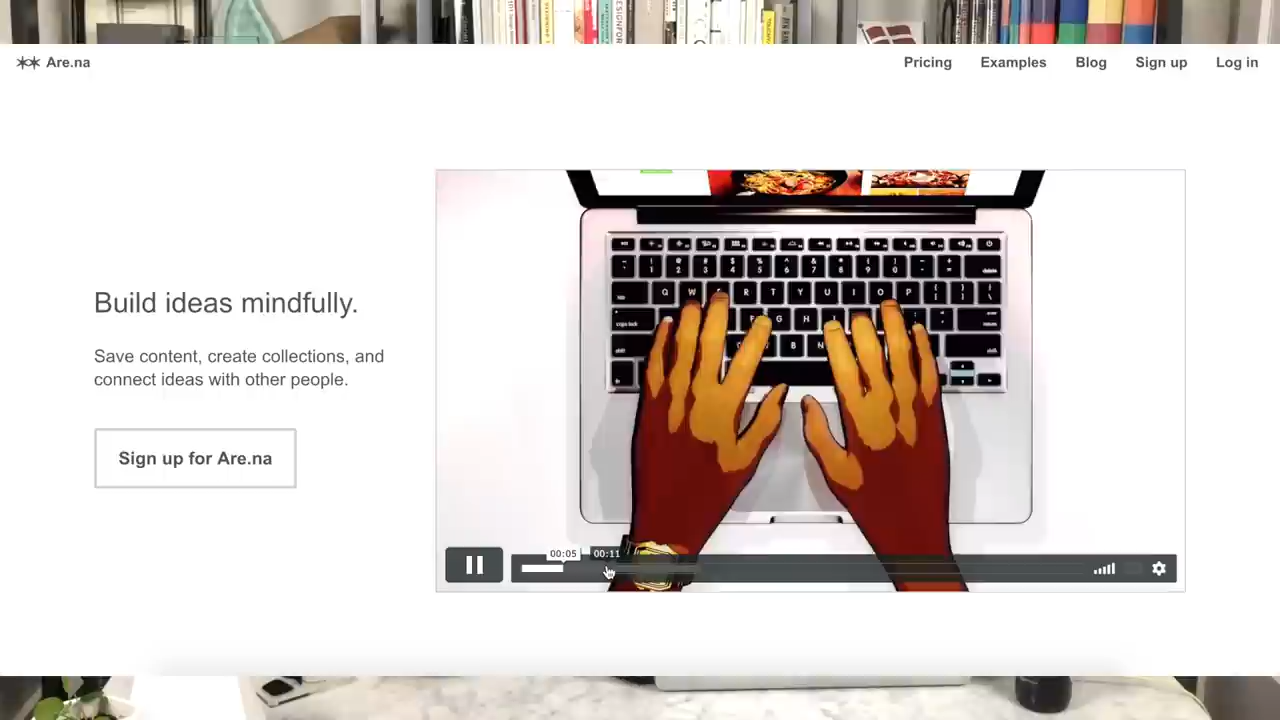 Are.na
Pricing
Examples
Blog
Sign up
Log in
Build ideas mindfully.
Save content, create collections, and
connect ideas with other people.
Sign up for Are.na
00:05
00:11